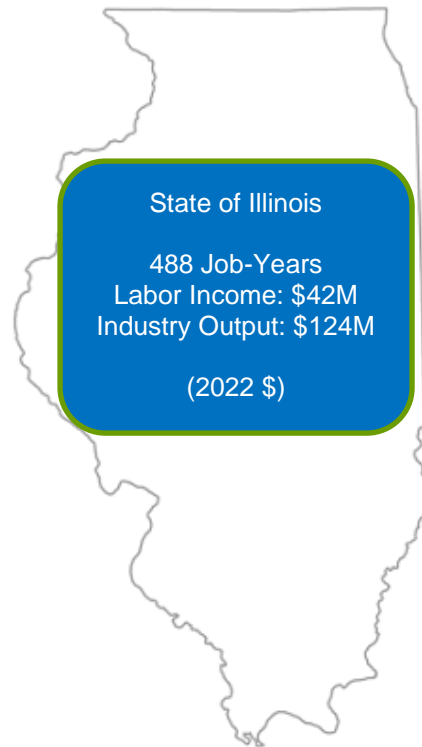 State of Illinois
488 Job-Years
Labor Income: $42M
Industry Output: $124M
(2022 $)